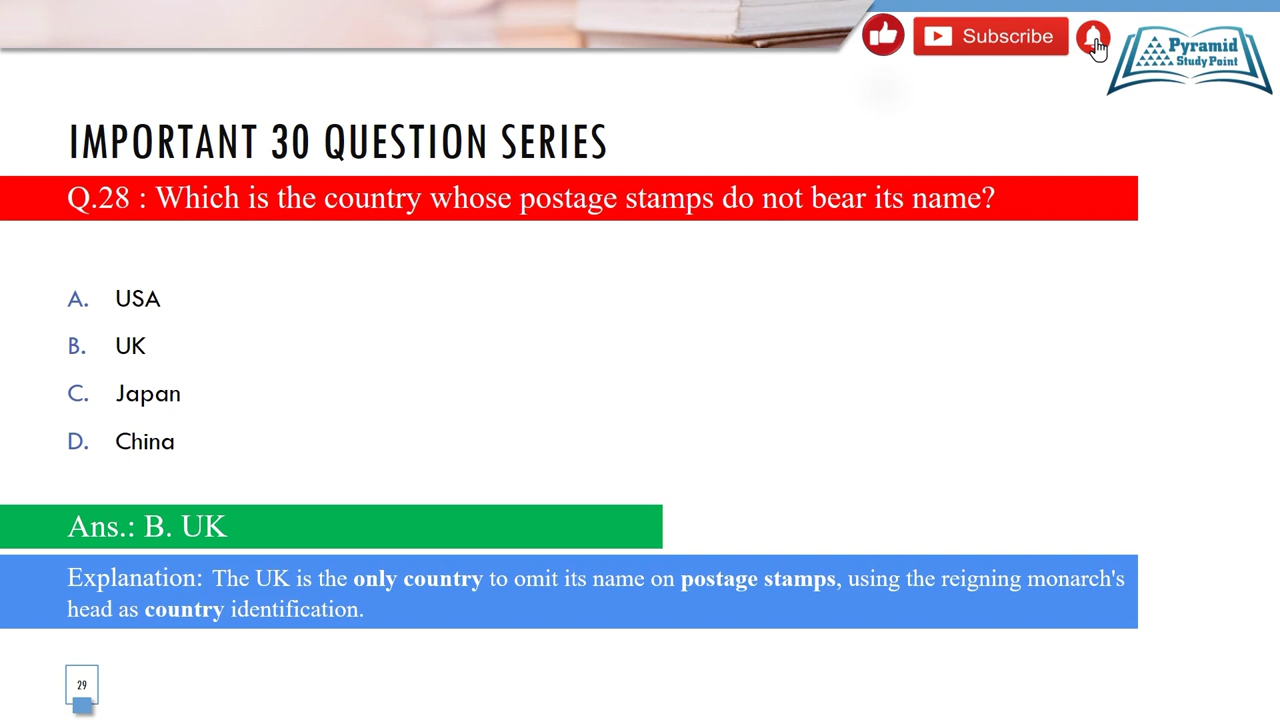 Subscribe
Pyramid
Study Point
IMPORTANT 30 QUESTION SERIES
Q.28 : Which is the country whose postage stamps do not bear its name?
A. USA
B. UK
C. Japan
D. China
Ans.: B. UK
Explanation: The UK is the only country to omit its name on postage stamps, using the reigning monarch's
head as country identification.
29